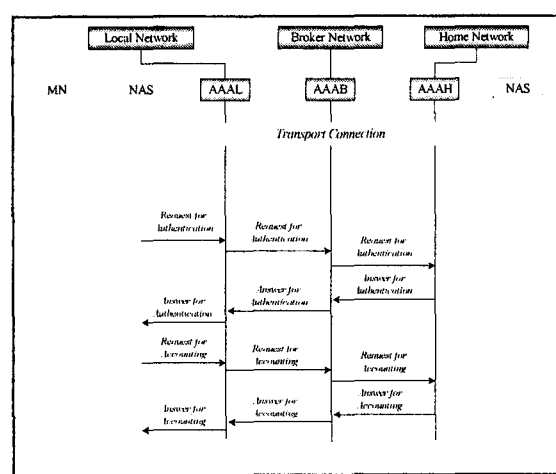 Local Network
Broker Network
Home Network
MN
NAS
AAAL
AAAB
AAAH
NAS
Transport Connection
Request for
Authentication
Request for
Authentication
Request for
Authentication
Answer for
Authentication
Answer for
Authentication
Answer for
Authentication
Request for
Accounting
Request for
Accounting
Request for
Accounting
Answer for
Accounting
Answer for
Accounting
Answer for
Accounting